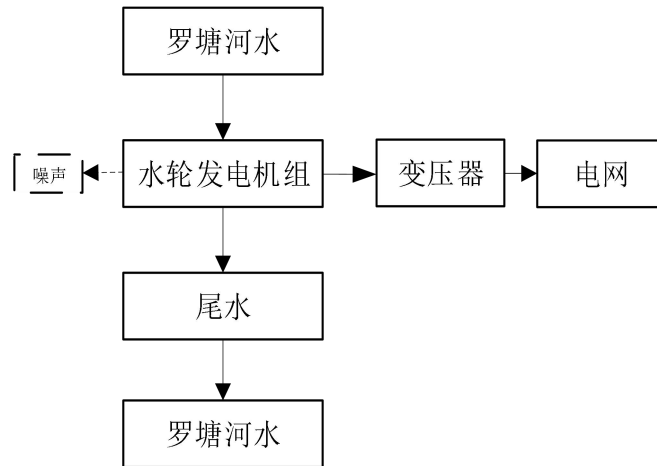 罗塘河水
噪声
水轮发电机组
变压器
电网
尾水
罗塘河水